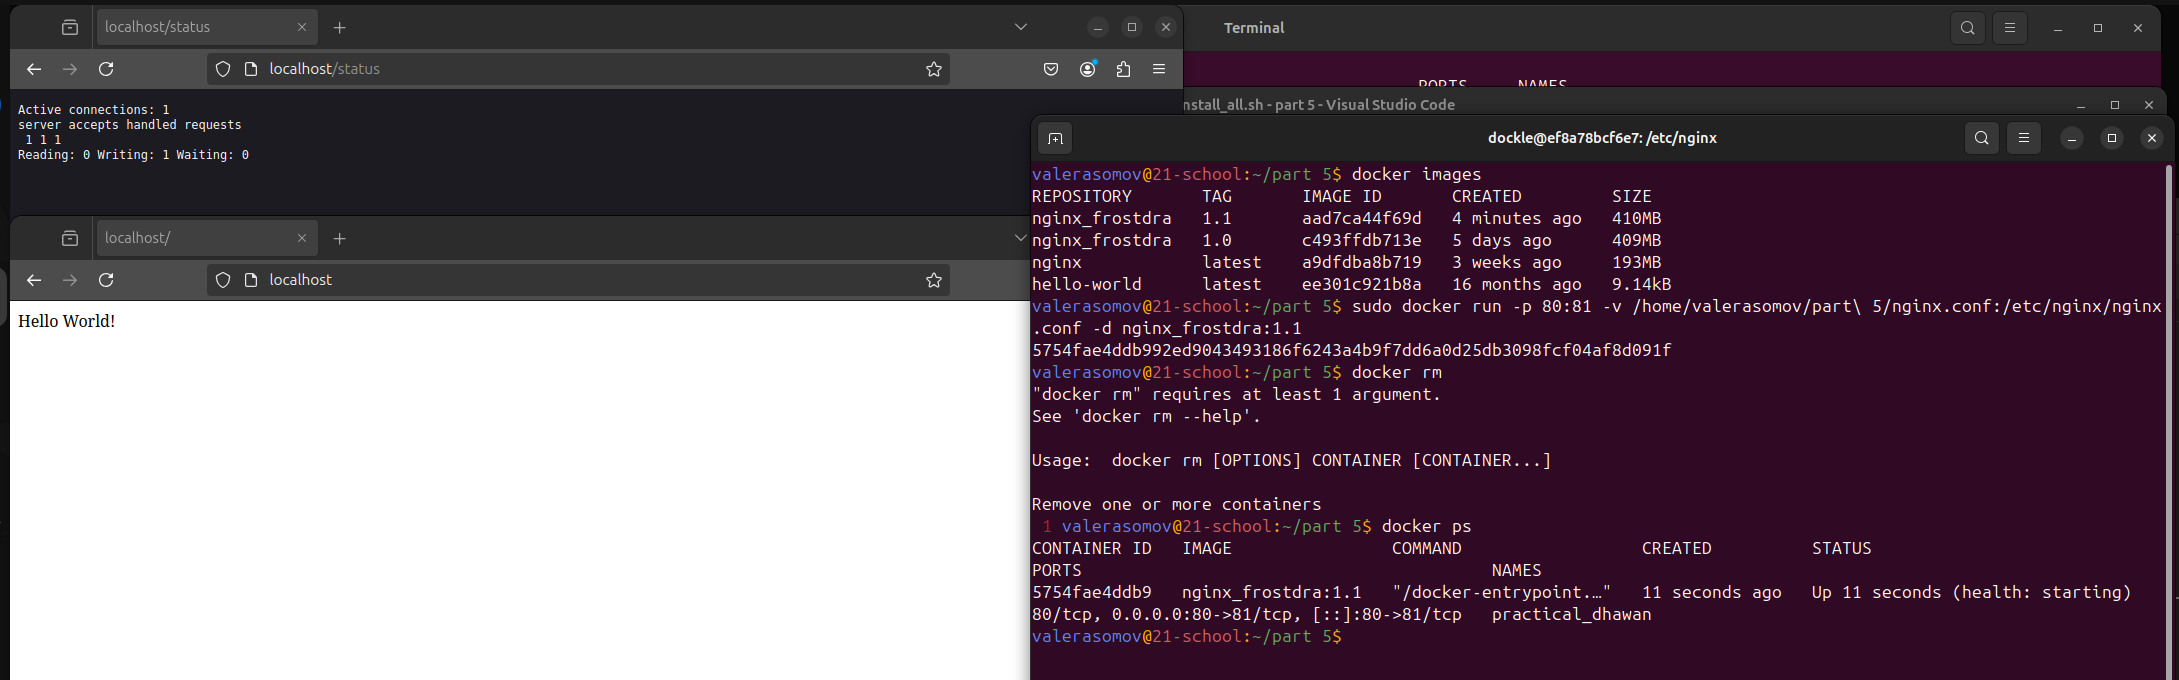 localhost/status
localhost/status
Active connections: 1
server accepts handled requests
 1 1 1
Reading: 0 Writing: 1 Waiting: 0
localhost/
localhost
Hello World!
Terminal
PORTS NAMES
nstall_all.sh - part 5 - Visual Studio Code
dockle@ef8a78bcf6e7: /etc/nginx
valerasomov@21-school:~/part 5$ docker images
REPOSITORY TAG IMAGE ID CREATED SIZE
nginx_frostdra 1.1 aad7ca44f69d 4 minutes ago 410MB
nginx_frostdra 1.0 c493ffdb713e 5 days ago 409MB
nginx latest a9dfdba8b719 3 weeks ago 193MB
hello-world latest ee301c921b8a 16 months ago 9.14kB
valerasomov@21-school:~/part 5$ sudo docker run -p 80:81 -v /home/valerasomov/part\ 5/nginx.conf:/etc/nginx/nginx
.conf -d nginx_frostdra:1.1
5754fae4ddb992ed9043493186f6243a4b9f7dd6a0d25db3098fcf04af8d091f
valerasomov@21-school:~/part 5$ docker rm
"docker rm" requires at least 1 argument.
See 'docker rm --help'.
Usage:  docker rm [OPTIONS] CONTAINER [CONTAINER...]
Remove one or more containers
 1 valerasomov@21-school:~/part 5$ docker ps
CONTAINER ID IMAGE COMMAND CREATED STATUS
PORTS NAMES
5754fae4ddb9 nginx_frostdra:1.1 "/docker-entrypoint.…" 11 seconds ago Up 11 seconds (health: starting)
80/tcp, 0.0.0.0:80->81/tcp, [::]:80->81/tcp practical_dhawan
valerasomov@21-school:~/part 5$